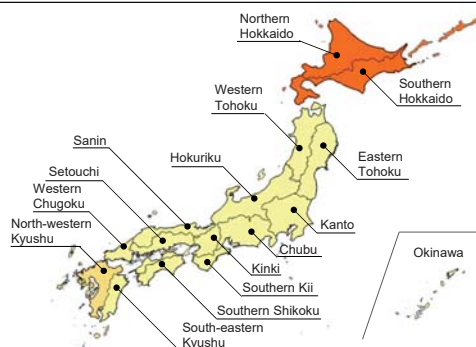 Northern
Hokkaido
Southern
Hokkaido
Western
Tohoku
Eastern
Tohoku
Sanin
Hokuriku
Setouchi
Western
Chugoku
North-western
Kyushu
Kanto
Chubu
Kinki
Southern Kii
Southern Shikoku
South-eastern
Kyushu
Okinawa